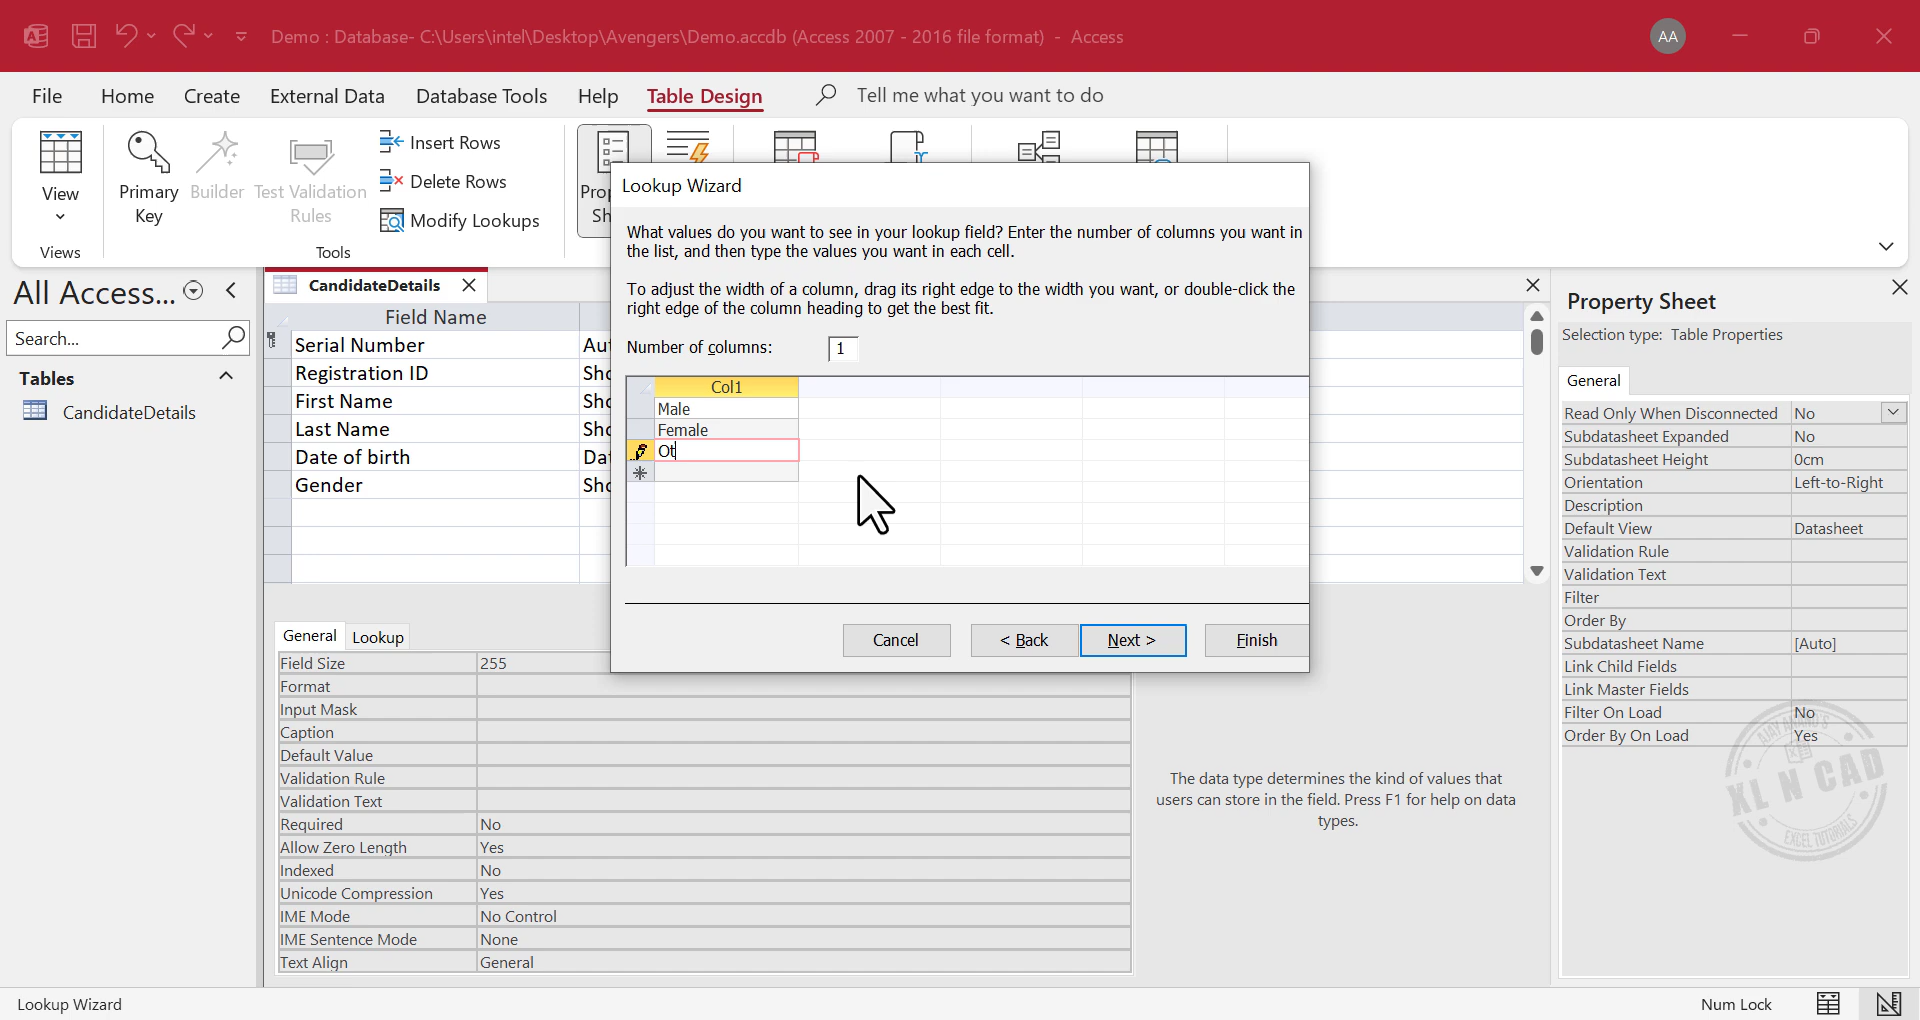 Demo : Database- C:\Users\intel\Desktop\Avengers\Demo.accdb (Access 2007 - 2016 file format) - Access
AA
File Home Create External Data Database Tools Help Table Design Tell me what you want to do
View
Views
Primary Key
Builder
Test Validation Rules
Insert Rows
Delete Rows
Modify Lookups
Tools
All Access...
Search...
Tables
CandidateDetails
CandidateDetails
Field Name
Serial Number
Registration ID
First Name
Last Name
Date of birth
Gender
Lookup Wizard
What values do you want to see in your lookup field? Enter the number of columns you want in
the list, and then type the values you want in each cell.
To adjust the width of a column, drag its right edge to the width you want, or double-click the
right edge of the column heading to get the best fit.
Number of columns: 1
Col1
Male
Female
Ot
Cancel < Back Next > Finish
General Lookup
Field Size 255
Format
Input Mask
Caption
Default Value
Validation Rule
Validation Text
Required No
Allow Zero Length Yes
Indexed No
Unicode Compression Yes
IME Mode No Control
IME Sentence Mode None
Text Align General
The data type determines the kind of values that
users can store in the field. Press F1 for help on data
types.
Property Sheet
Selection type: Table Properties
General
Read Only When Disconnected No
Subdatasheet Expanded No
Subdatasheet Height 0cm
Orientation Left-to-Right
Description
Default View Datasheet
Validation Rule
Validation Text
Filter
Order By
Subdatasheet Name [Auto]
Link Child Fields
Link Master Fields
Filter On Load No
Order By On Load Yes
AJAY ANAND'S
XL N CAD
EXCEL TUTORIALS
Lookup Wizard
Num Lock